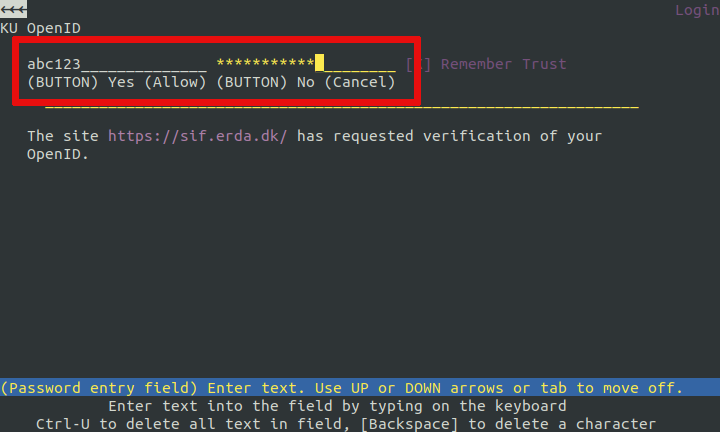 ←←← Login
KU OpenID
abc123______________ ***********_________ [ ] Remember Trust
(BUTTON) Yes (Allow) (BUTTON) No (Cancel)
__________________________________________________________________
The site https://sif.erda.dk/ has requested verification of your
OpenID.
(Password entry field) Enter text. Use UP or DOWN arrows or tab to move off.
Enter text into the field by typing on the keyboard
Ctrl-U to delete all text in field, [Backspace] to delete a character